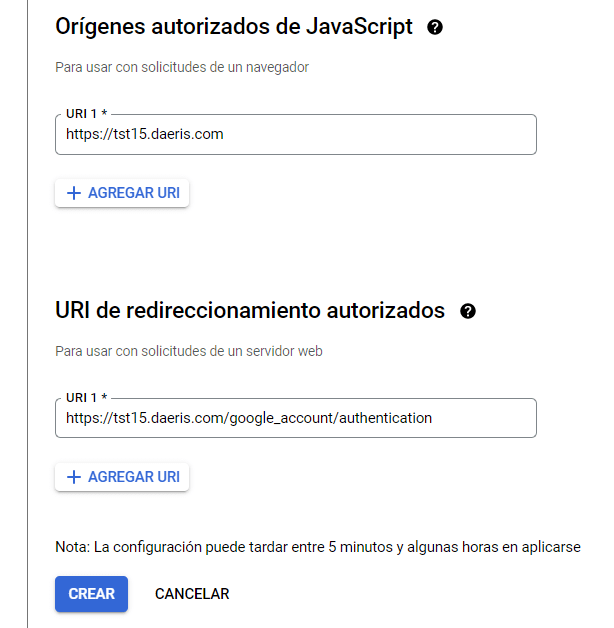 Orígenes autorizados de JavaScript
Para usar con solicitudes de un navegador
URI 1 *
https://tst15.daeris.com
+ AGREGAR URI
URI de redireccionamiento autorizados
Para usar con solicitudes de un servidor web
URI 1 *
https://tst15.daeris.com/google_account/authentication
+ AGREGAR URI
Nota: La configuración puede tardar entre 5 minutos y algunas horas en aplicarse
CREAR CANCELAR